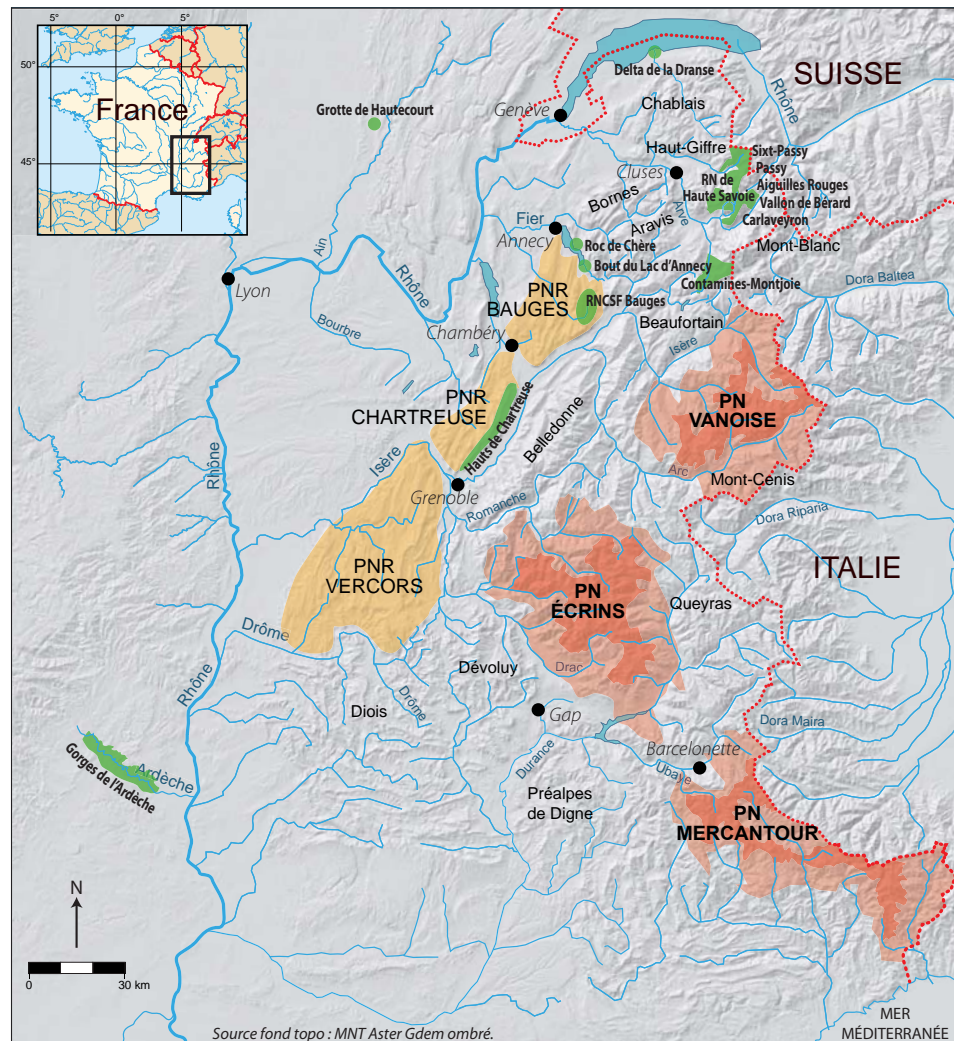 5°
0°
5°
50°
France
45°
SUISSE
Delta de la Dranse
Rhône
Chablais
Genève
Grotte de Hautecourt
Haut-Giffre
Sixt-Passy
Passy
Cluses
RN de
Haute Savoie
Aiguilles Rouges
Vallon de Bérard
Carlaveyron
Bornes
Arve
Aravis
Fier
Annecy
Roc de Chère
Mont-Blanc
Bout du Lac d'Annecy
Dora Baltea
Contamines-Montjoie
Ain
Lyon
Rhône
PNR
BAUGES
RNCSF Bauges
Bourbre
Chambéry
Beaufortain
Isère
PNR
CHARTREUSE
Hauts de Chartreuse
Belledonne
PN
VANOISE
Isère
Rhône
Arc
Mont-Cenis
Grenoble
Romanche
Dora Riparia
PNR
VERCORS
ITALIE
PN
ÉCRINS
Queyras
Drôme
Dévoluy
Drac
Rhône
Drôme
Diois
Gap
Dora Maira
Barcelonette
Durance
Ubaye
Gorges de l'Ardèche
Ardèche
Préalpes
de Digne
PN
MERCANTOUR
N
0
30 km
Source fond topo : MNT Aster Gdem ombré.
MER
MÉDITERRANÉE